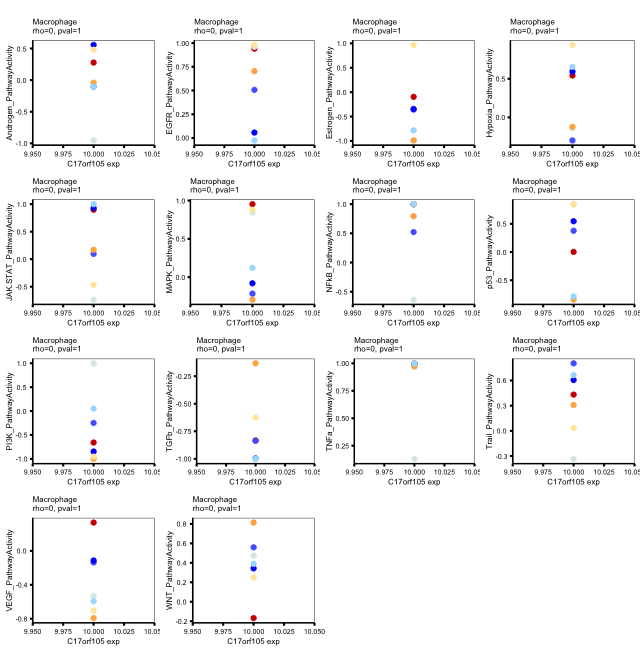 Macrophage
rho=0, pval=1
Androgen_PathwayActivity
0.5
0.0
-0.5
-1.0
9.950 9.975 10.000 10.025 10.05
C17orf105 exp
Macrophage
rho=0, pval=1
EGFR_PathwayActivity
1.00
0.75
0.50
0.25
0.00
9.950 9.975 10.000 10.025 10.05
C17orf105 exp
Macrophage
rho=0, pval=1
Estrogen_PathwayActivity
1.0
0.5
0.0
-0.5
-1.0
9.950 9.975 10.000 10.025 10.05
C17orf105 exp
Macrophage
rho=0, pval=1
Hypoxia_PathwayActivity
0.5
0.0
9.950 9.975 10.000 10.025 10.05
C17orf105 exp
Macrophage
rho=0, pval=1
JAK.STAT_PathwayActivity
1.0
0.5
0.0
-0.5
9.950 9.975 10.000 10.025 10.05
C17orf105 exp
Macrophage
rho=0, pval=1
MAPK_PathwayActivity
1.0
0.5
0.0
9.950 9.975 10.000 10.025 10.05
C17orf105 exp
Macrophage
rho=0, pval=1
NFkB_PathwayActivity
1.0
0.5
0.0
-0.5
9.950 9.975 10.000 10.025 10.05
C17orf105 exp
Macrophage
rho=0, pval=1
p53_PathwayActivity
0.5
0.0
-0.5
9.950 9.975 10.000 10.025 10.05
C17orf105 exp
Macrophage
rho=0, pval=1
PI3K_PathwayActivity
1.0
0.5
0.0
-0.5
-1.0
9.950 9.975 10.000 10.025 10.05
C17orf105 exp
Macrophage
rho=0, pval=1
TGFb_PathwayActivity
-0.25
-0.50
-0.75
-1.00
9.950 9.975 10.000 10.025 10.05
C17orf105 exp
Macrophage
rho=0, pval=1
TNFa_PathwayActivity
1.00
0.75
0.50
0.25
9.950 9.975 10.000 10.025 10.05
C17orf105 exp
Macrophage
rho=0, pval=1
Trail_PathwayActivity
0.6
0.3
0.0
-0.3
9.950 9.975 10.000 10.025 10.05
C17orf105 exp
Macrophage
rho=0, pval=1
VEGF_PathwayActivity
0.0
-0.4
-0.8
9.950 9.975 10.000 10.025 10.05
C17orf105 exp
Macrophage
rho=0, pval=1
WNT_PathwayActivity
0.8
0.6
0.4
0.2
0.0
-0.2
9.950 9.975 10.000 10.025 10.050
C17orf105 exp